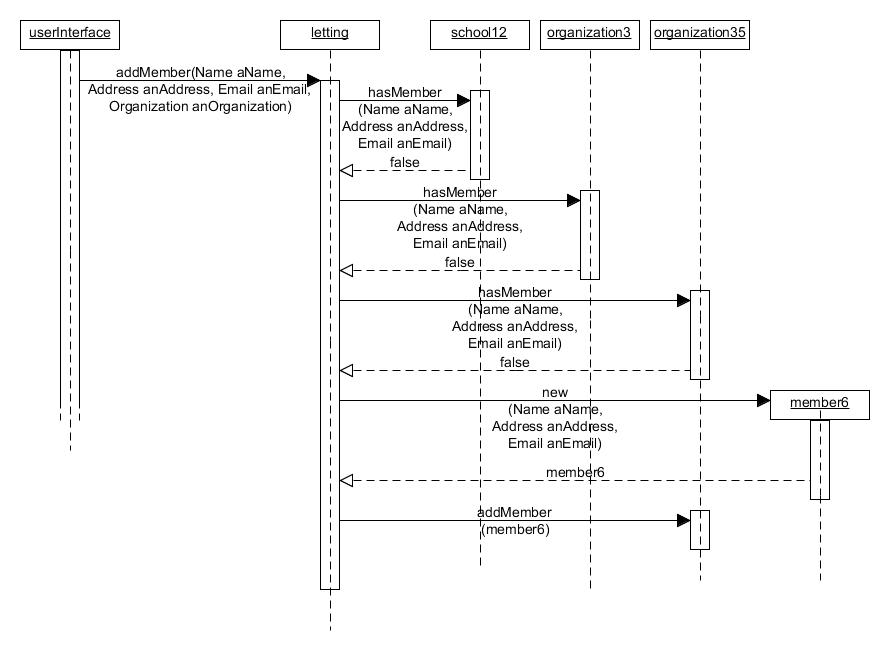 userInterface
letting
school12
organization3
organization35
addMember(Name aName,
Address anAddress, Email anEmail,
Organization anOrganization)
hasMember
(Name aName,
Address anAddress,
Email anEmail)
false
hasMember
(Name aName,
Address anAddress,
Email anEmail)
false
hasMember
(Name aName,
Address anAddress,
Email anEmail)
false
new
(Name aName,
Address anAddress,
Email anEmail)
member6
member6
addMember
(member6)